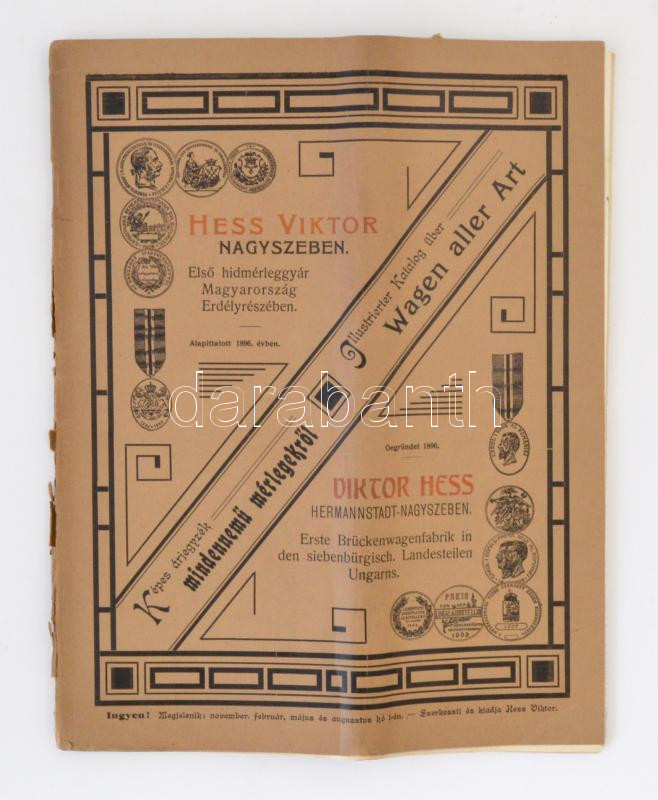 HESS VIKTOR
NAGYSZEBEN.
Első hidmérleggyár
Magyarország
Erdélyrészében.
Alapittatott 1896. évben.
Képes árjegyzék
mindennemű mérlegekről
Illustrierter Katalog über
Wagen aller Art
darabanth
Gegründet 1896.
VIKTOR HESS
HERMANNSTADT-NAGYSZEBEN.
Erste Brückenwagenfabrik in
den siebenbürgisch. Landesteilen
Ungarns.
PREIS
LOKALAUSSTELLUNG
1903
Ingyen! Megjelenik: november. február, május és augusztus hó 1-én. — Szerkeszti és kiadja Hess Viktor.